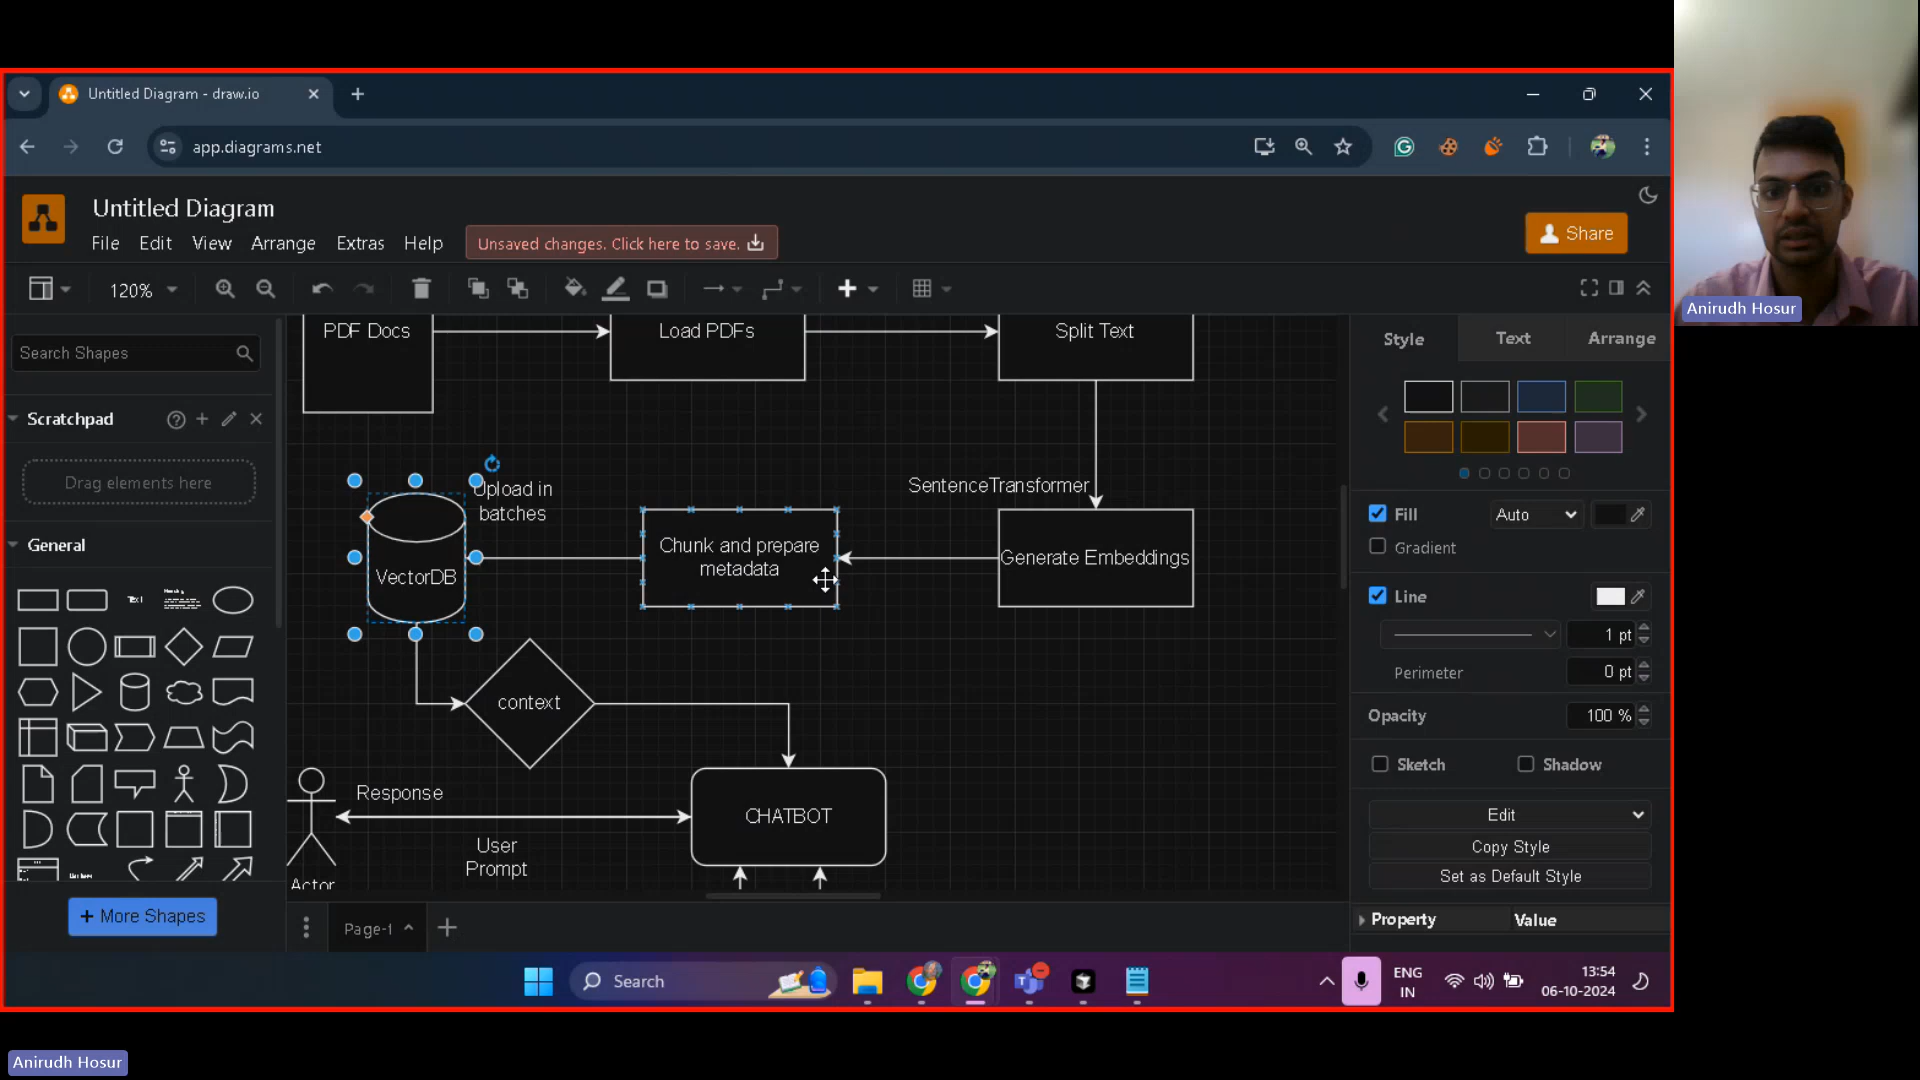 Untitled Diagram - draw.io
app.diagrams.net
Untitled Diagram
File Edit View Arrange Extras Help
Unsaved changes. Click here to save.
Share
120%
Search Shapes
Scratchpad
Drag elements here
General
Text
More Shapes
PDF Docs
Load PDFs
Split Text
Upload in
batches
SentenceTransformer
VectorDB
Chunk and prepare
metadata
Generate Embeddings
context
Response
CHATBOT
User
Prompt
Actor
Style Text Arrange
Fill Auto
Gradient
Line
1 pt
Perimeter 0 pt
Opacity 100 %
Sketch Shadow
Edit
Copy Style
Set as Default Style
Property Value
Page-1
Search
ENG
IN
13:54
06-10-2024
Anirudh Hosur
Anirudh Hosur